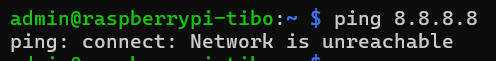 admin@raspberrypi-tibo:~ $ ping 8.8.8.8
ping: connect: Network is unreachable